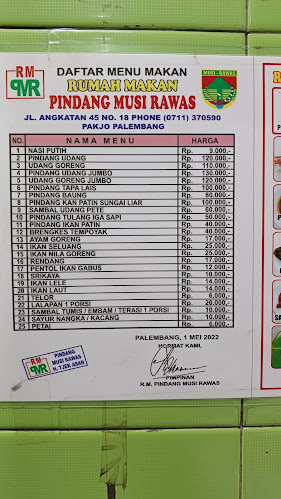 RM
PMR
DAFTAR MENU MAKAN
RUMAH MAKAN
PINDANG MUSI RAWAS
MUSI RAWAS
JL. ANGKATAN 45 NO. 18 PHONE (0711) 370590
PAKJO PALEMBANG
NO. NAMA MENU HARGA
1 NASI PUTIH Rp. 9.000,-
2 PINDANG UDANG Rp. 120.000,-
3 UDANG GORENG Rp. 110.000,-
4 PINDANG UDANG JUMBO Rp. 130.000,-
5 UDANG GORENG JUMBO Rp. 120.000,-
6 PINDANG TAPA LAIS Rp. 100.000,-
7 PINDANG BAUNG Rp. 80.000,-
8 PINDANG KAN PATIN SUNGAI LIAR Rp. 100.000,-
9 SAMBAL UDANG PETE Rp. 60.000,-
10 PINDANG TULANG IGA SAPI Rp. 50.000,-
11 PINDANG IKAN PATIN Rp. 40.000,-
12 BRENGKES TEMPOYAK Rp. 40.000,-
13 AYAM GORENG Rp. 17.000,-
14 IKAN SELUANG Rp. 25.000,-
15 IKAN NILA GORENG Rp. 25.000,-
16 RENDANG Rp. 17.000,-
17 PENTOL IKAN GABUS Rp. 12.000,-
18 SRIKAYA Rp. 10.000,-
19 IKAN LELE Rp. 14.000,-
20 IKAN LAUT Rp. 14.000,-
21 TELOR Rp. 6.000,-
22 LALAPAN 1 PORSI Rp. 20.000,-
23 SAMBAL TUMIS / EMBAM / TERASI 1 PORSI Rp. 10.000,-
24 SAYUR NANGKA / KACANG Rp. 10.000,-
25 PETAI Rp. 6.000,-
PALEMBANG, 1 MEI 2022
HORMAT KAMI,
RM
PMR
PINDANG
MUSI RAWAS
H. TJEK ASAN
PIMPINAN
R.M. PINDANG MUSI RAWAS